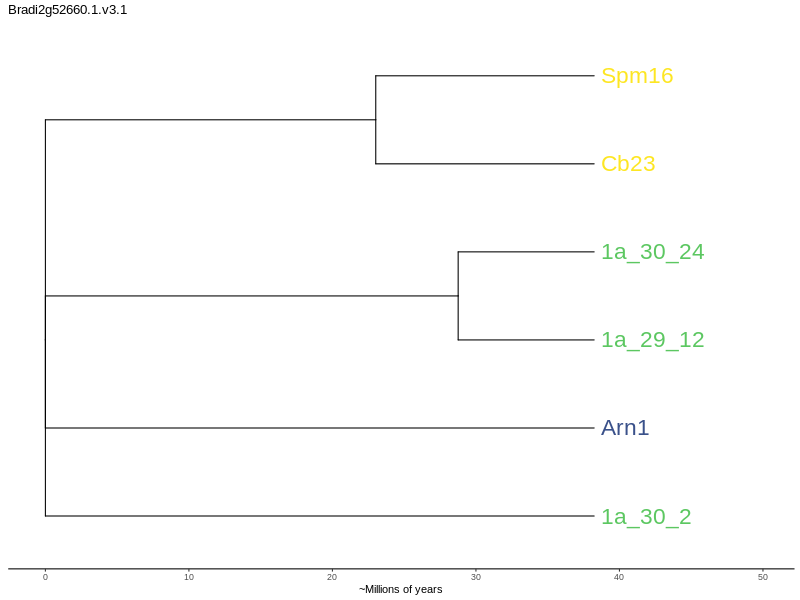 Bradi2g52660.1.v3.1
Spm16
Cb23
1a_30_24
1a_29_12
Arn1
1a_30_2
0 10 20 30 40 50
~Millions of years